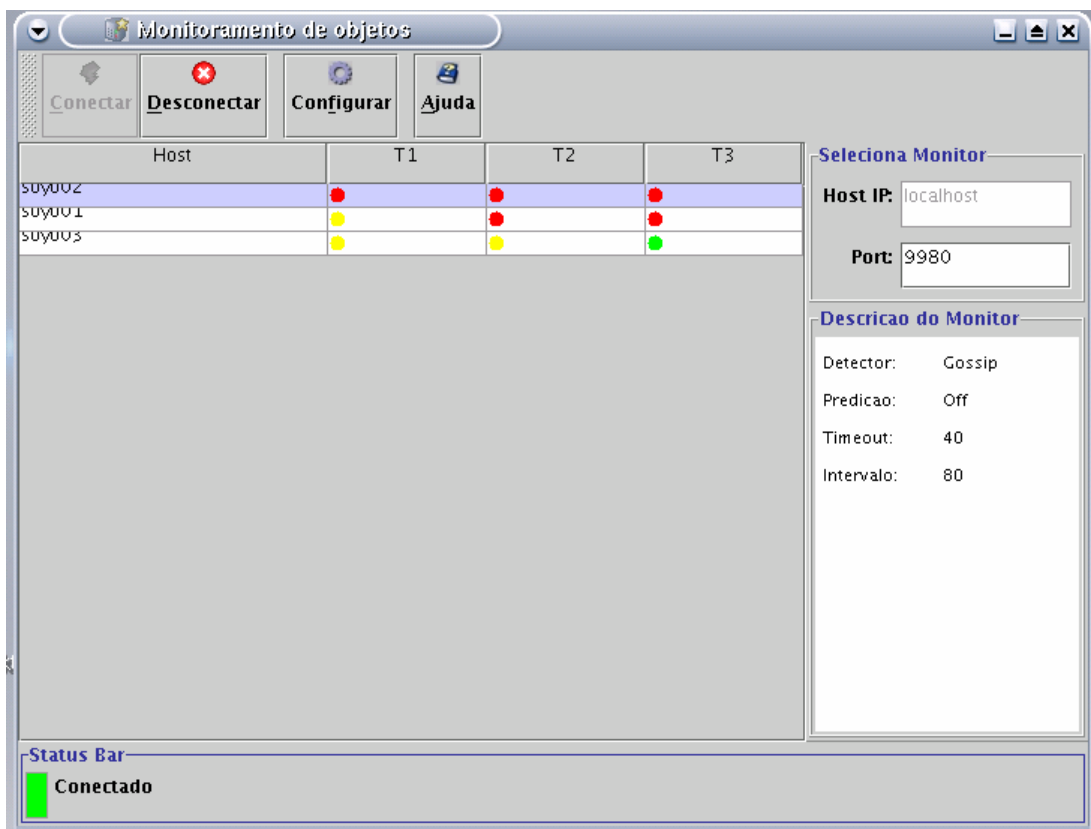 Monitoramento de objetos
Conectar Desconectar Configurar Ajuda
Host T1 T2 T3
Seleciona Monitor
Host IP: localhost
Port: 9980
Descricao do Monitor
Detector: Gossip
Predicao: Off
Timeout: 40
Intervalo: 80
Status Bar
Conectado